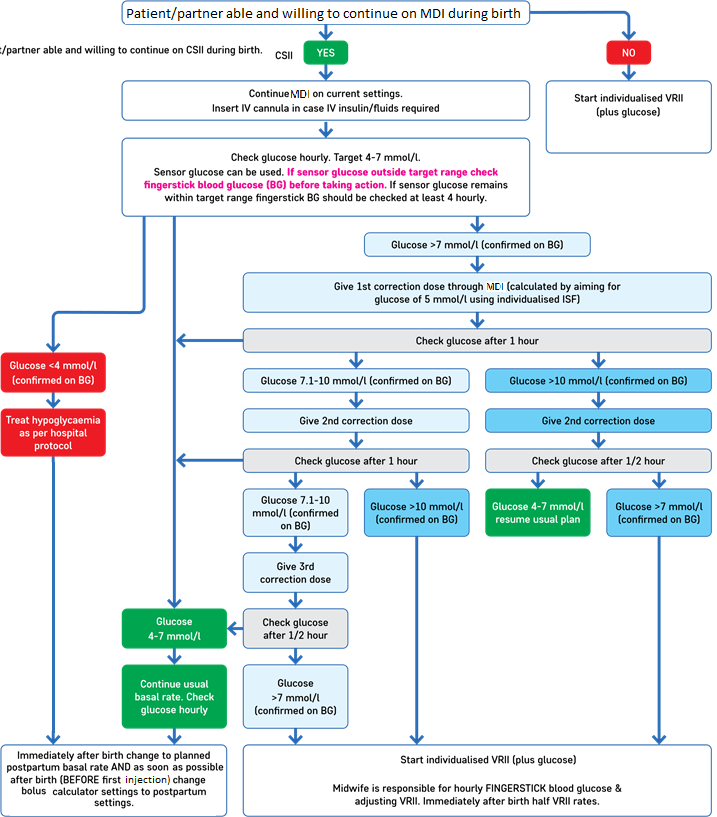 Patient/partner able and willing to continue on MDI during birth
t/partner able and willing to continue on CSII during birth.
CSII
YES
NO
Continue MDI on current settings.
Insert IV cannula in case IV insulin/fluids required
Start individualised VRII
(plus glucose)
Check glucose hourly. Target 4-7 mmol/l.
Sensor glucose can be used. If sensor glucose outside target range check
fingerstick blood glucose (BG) before taking action. If sensor glucose remains
within target range fingerstick BG should be checked at least 4 hourly.
Glucose >7 mmol/l (confirmed on BG)
Give 1st correction dose through MDI (calculated by aiming for
glucose of 5 mmol/l using individualised ISF)
Check glucose after 1 hour
Glucose <4 mmol/l
(confirmed on BG)
Glucose 7.1-10 mmol/l (confirmed on BG)
Glucose >10 mmol/l (confirmed on BG)
Treat hypoglycaemia
as per hospital
protocol
Give 2nd correction dose
Give 2nd correction dose
Check glucose after 1 hour
Check glucose after 1/2 hour
Glucose 7.1-10
mmol/l (confirmed
on BG)
Glucose >10 mmol/l
(confirmed on BG)
Glucose 4-7 mmol/l
resume usual plan
Glucose >7 mmol/l
(confirmed on BG)
Give 3rd
correction dose
Glucose
4-7 mmol/l
Check glucose
after 1/2 hour
Continue usual
basal rate. Check
glucose hourly
Glucose
>7 mmol/l
(confirmed on BG)
Immediately after birth change to planned
postpartum basal rate AND as soon as possible
after birth (BEFORE first injection) change
bolus calculator settings to postpartum
settings.
Start individualised VRII (plus glucose)
Midwife is responsible for hourly FINGERSTICK blood glucose &
adjusting VRII. Immediately after birth half VRII rates.